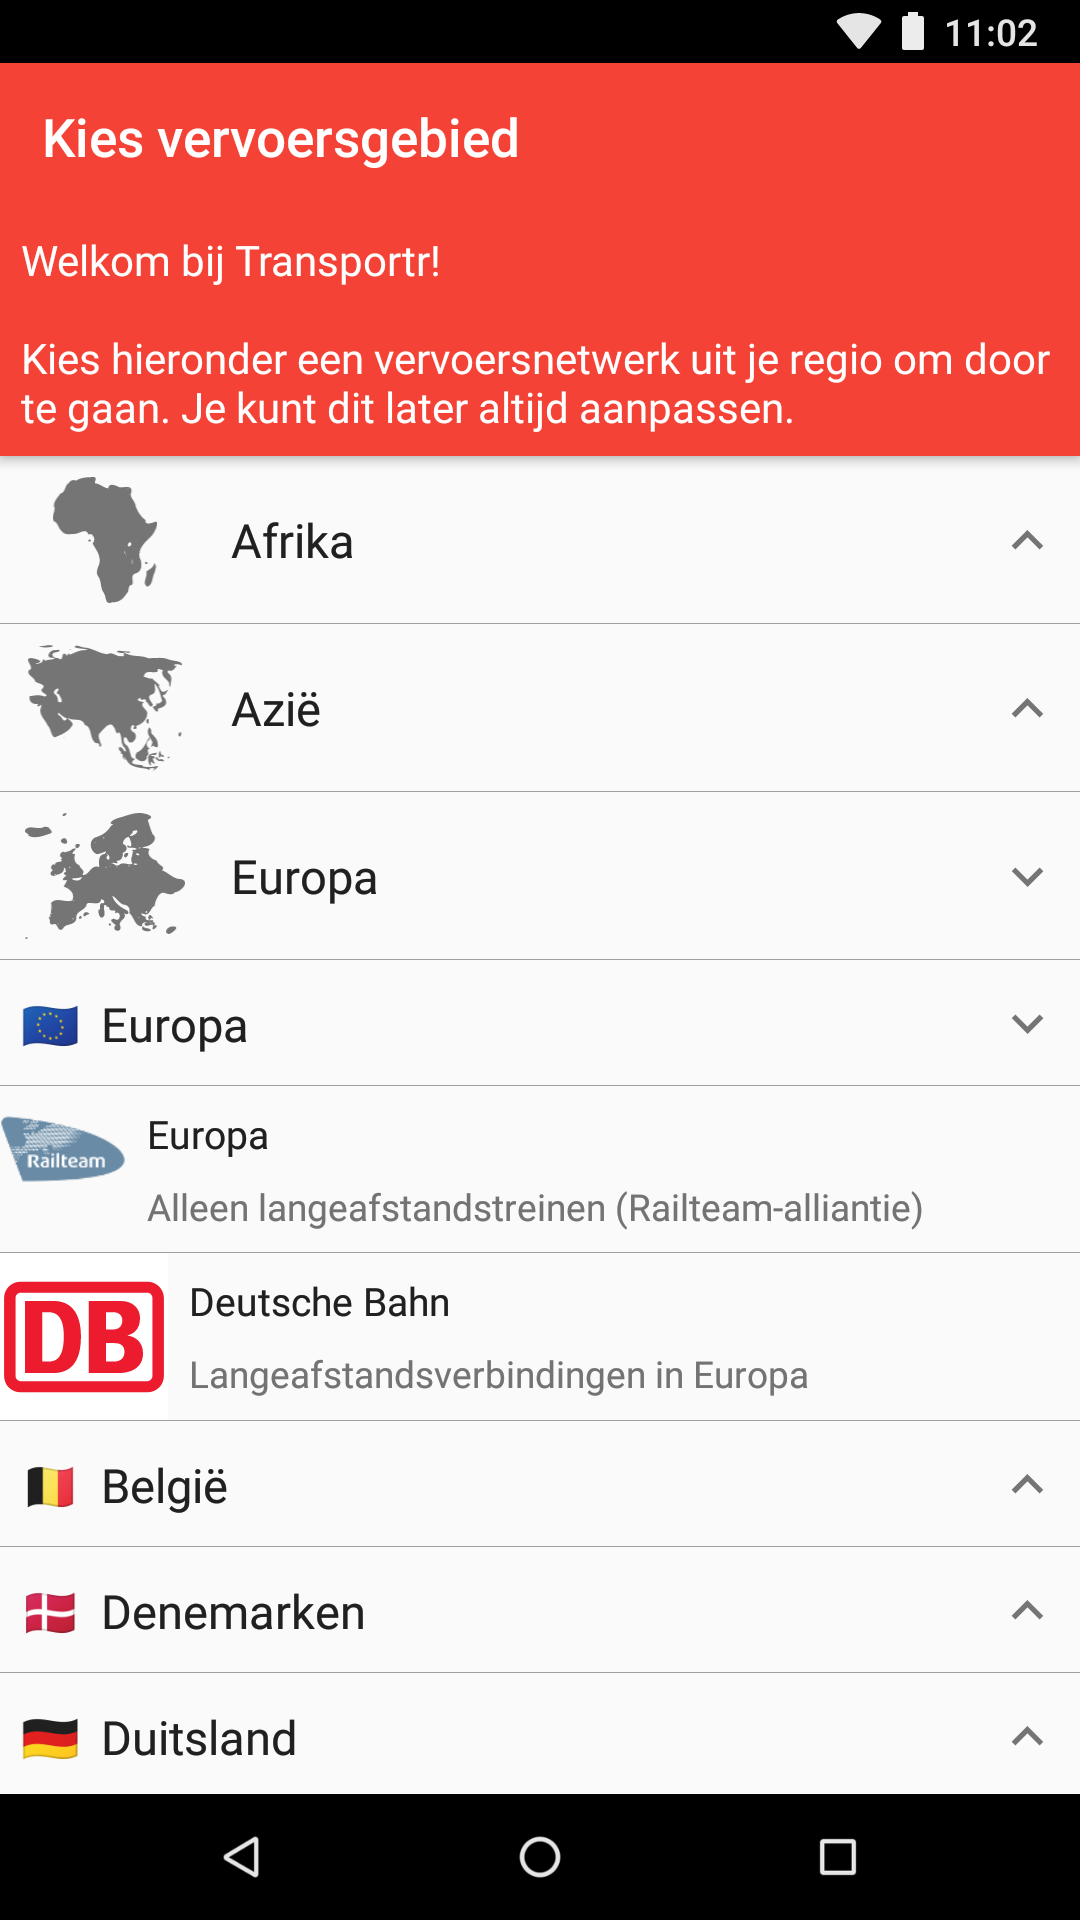 11:02
Kies vervoersgebied
Welkom bij Transportr!
Kies hieronder een vervoersnetwerk uit je regio om door
te gaan. Je kunt dit later altijd aanpassen.
Afrika
Azië
Europa
Europa
Railteam
Europa
Alleen langeafstandstreinen (Railteam-alliantie)
DB
Deutsche Bahn
Langeafstandsverbindingen in Europa
België
Denemarken
Duitsland